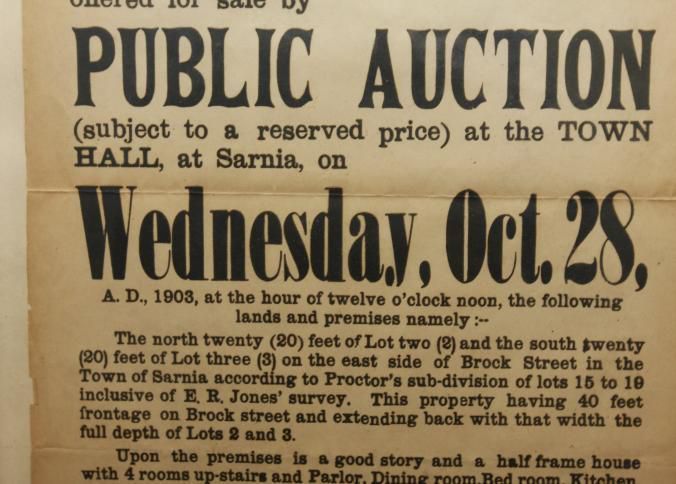 offered for sale by
PUBLIC AUCTION
(subject to a reserved price) at the TOWN
HALL, at Sarnia, on
Wednesday, Oct. 28,
A. D., 1903, at the hour of twelve o'clock noon, the following
lands and premises namely :--
The north twenty (20) feet of Lot two (2) and the south twenty
(20) feet of Lot three (3) on the east side of Brock Street in the
Town of Sarnia according to Proctor's sub-division of lots 15 to 19
inclusive of E. R. Jones' survey. This property having 40 feet
frontage on Brock street and extending back with that width the
full depth of Lots 2 and 3.
Upon the premises is a good story and a half frame house
with 4 rooms up-stairs and Parlor, Dining room, Bed room, Kitchen,